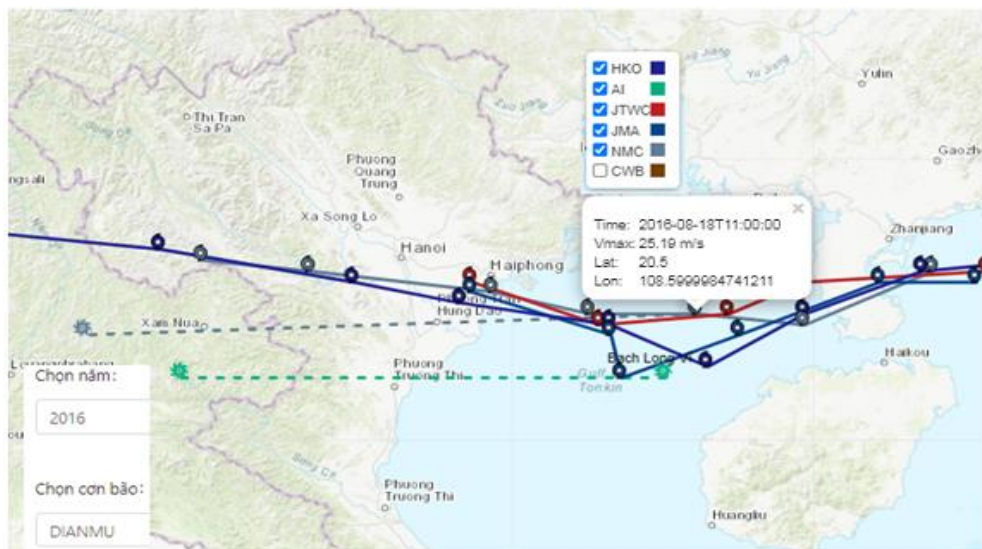 HKO
AI
JTWC
JMA
NMC
CWB
Yulin
Thi Tran
Sa Pa
Phuong
Quang
Trung
Xa Song Lo
Hanoi
Maiphong
Hung Dao
Xam Nua
Phuong
Truong Thi
Phuong
Truong Thi
Bach Long Vi
Gulf
Tonkin
Zhanjiang
Haikou
Huangliu
×
Time: 2016-08-18T11:00:00
Vmax: 25.19 m/s
Lat: 20.5
Lon: 108.5999984741211
Chọn năm:
2016
Chọn cơn bão:
DIANMU